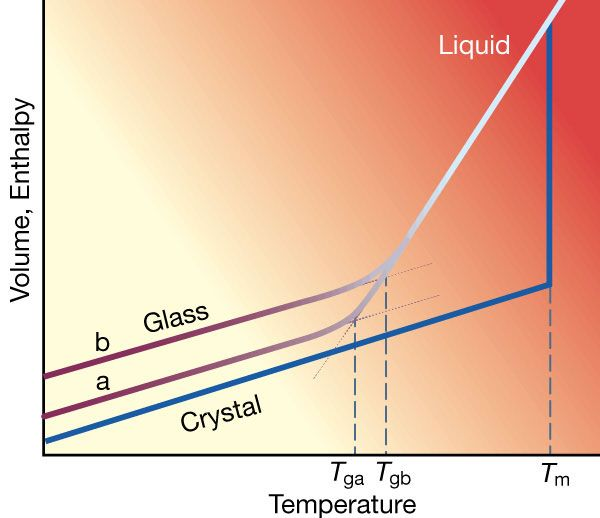 Liquid
Volume, Enthalpy
Glass
b
a
Crystal
Tga Tgb Tm
Temperature